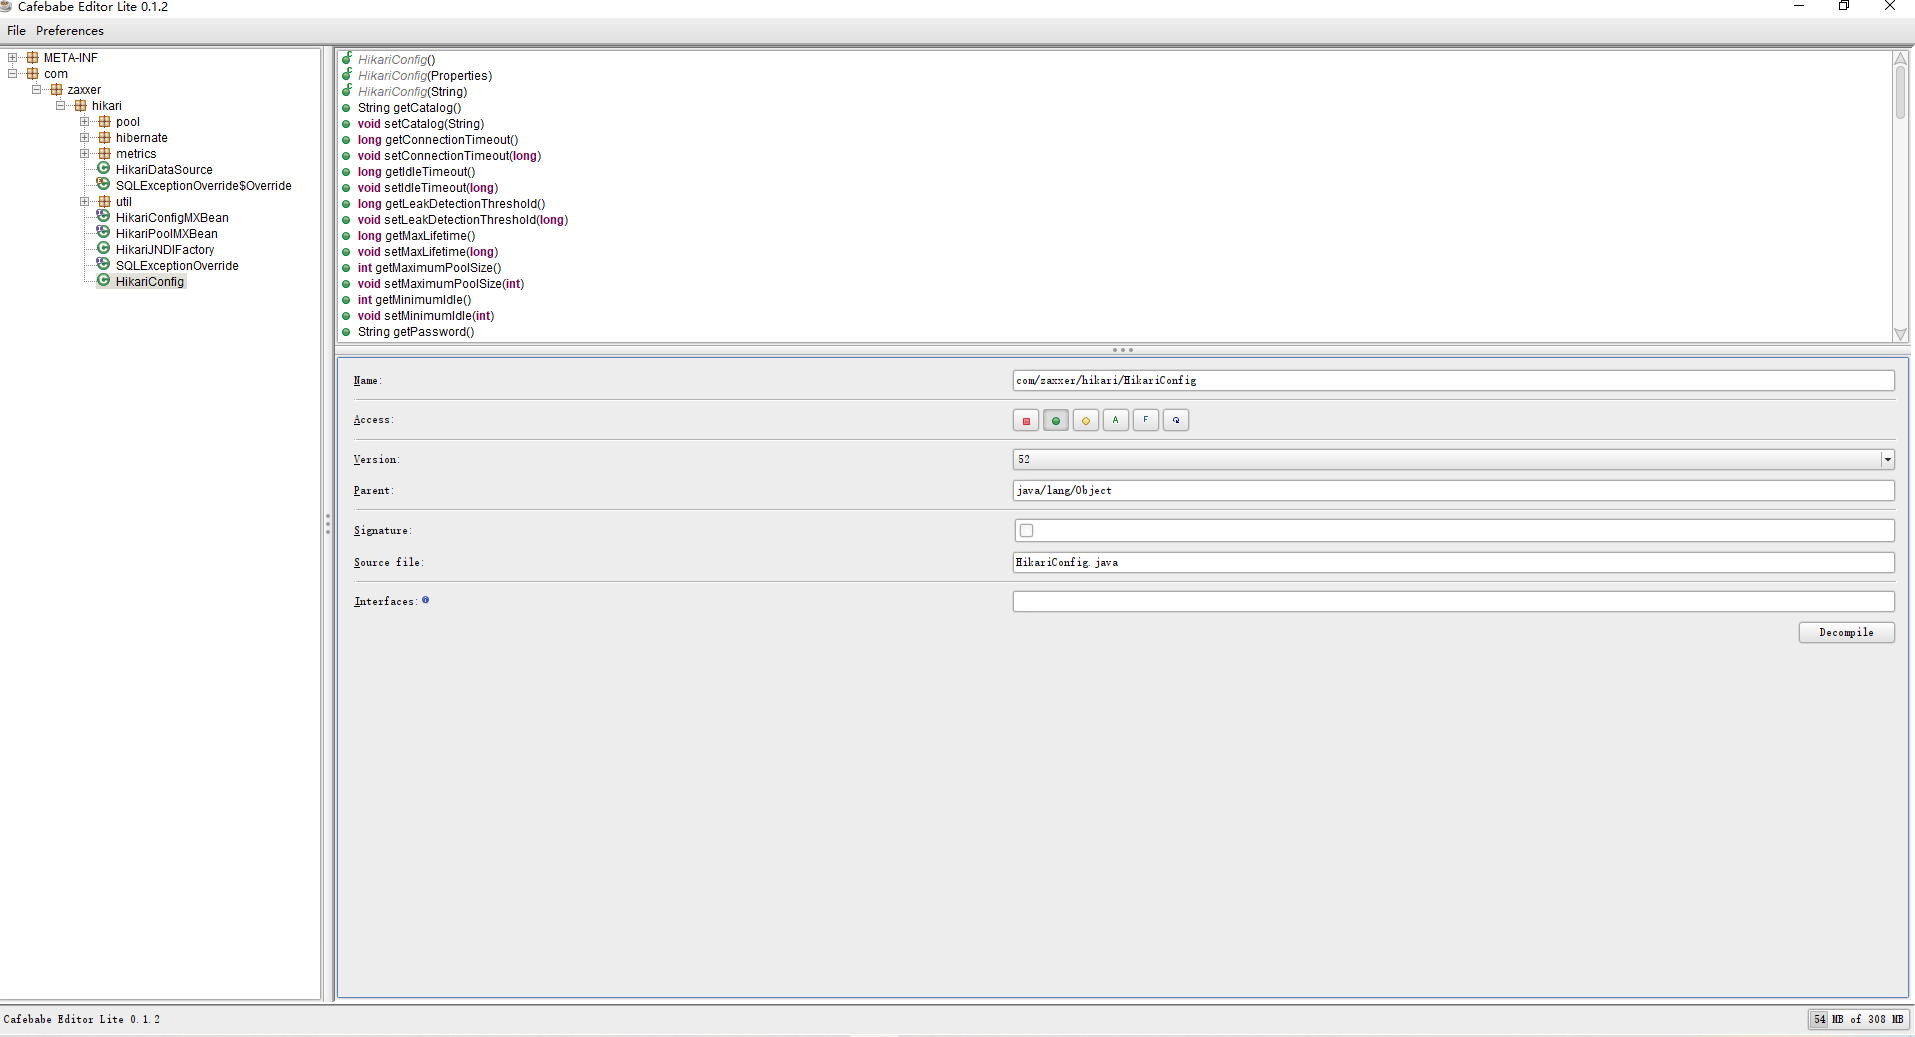 Cafebabe Editor Lite 0.1.2
File Preferences
META-INF
com
zaxxer
hikari
pool
hibernate
metrics
HikariDataSource
SQLExceptionOverride$Override
util
HikariConfigMXBean
HikariPoolMXBean
HikariJNDIFactory
SQLExceptionOverride
HikariConfig
HikariConfig()
HikariConfig(Properties)
HikariConfig(String)
String getCatalog()
void setCatalog(String)
long getConnectionTimeout()
void setConnectionTimeout(long)
long getIdleTimeout()
void setIdleTimeout(long)
long getLeakDetectionThreshold()
void setLeakDetectionThreshold(long)
long getMaxLifetime()
void setMaxLifetime(long)
int getMaximumPoolSize()
void setMaximumPoolSize(int)
int getMinimumIdle()
void setMinimumIdle(int)
String getPassword()
Name: com/zaxxer/hikari/HikariConfig
Access: A F
Version: 52
Parent: java/lang/Object
Signature:
Source file: HikariConfig.java
Interfaces:
Decompile
Cafebabe Editor Lite 0.1.2
54 MB of 308 MB